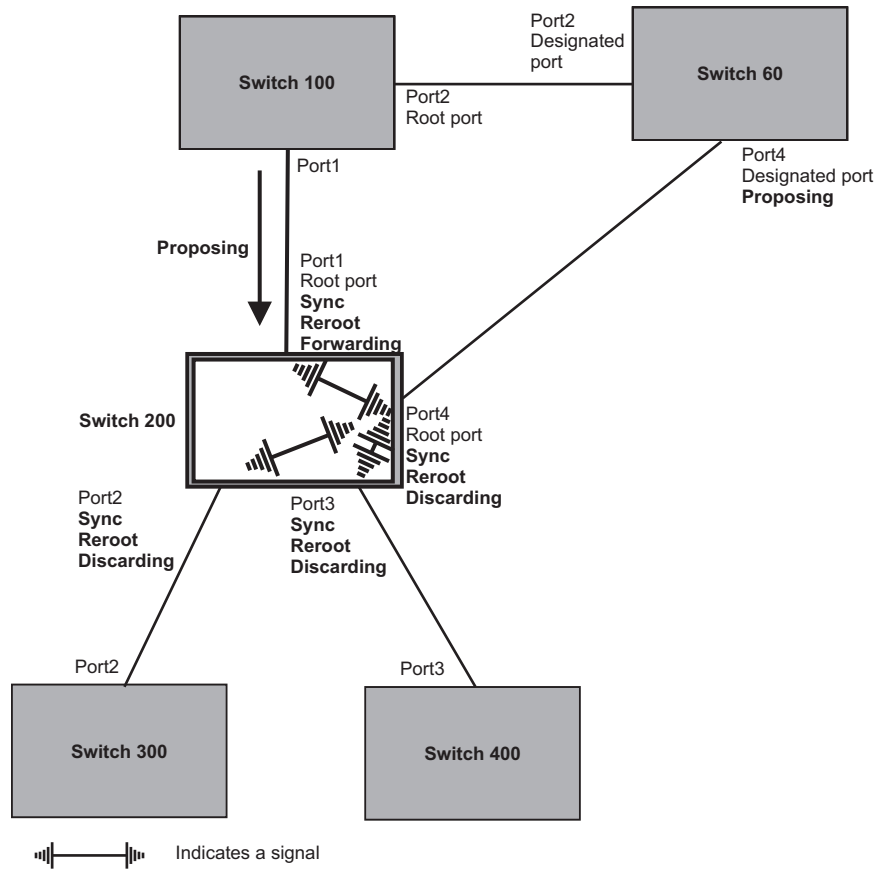 Port2
Designated
port
Switch 100
Switch 60
Port2
Root port
Port1
Port4
Designated port
Proposing
Proposing
Port1
Root port
Sync
Reroot
Forwarding
Switch 200
Port4
Root port
Sync
Reroot
Discarding
Port2
Sync
Reroot
Discarding
Port3
Sync
Reroot
Discarding
Port2
Port3
Switch 300
Switch 400
Indicates a signal